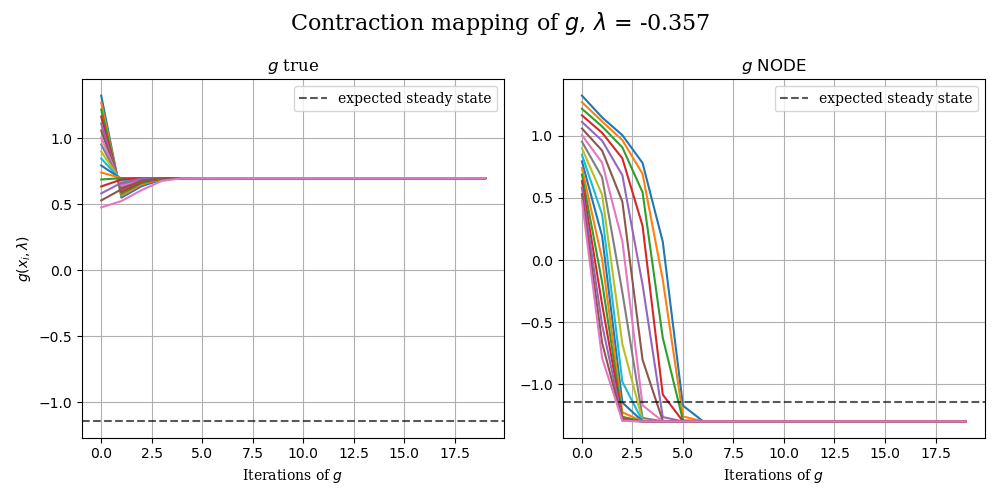 Contraction mapping of g, λ = -0.357
g true
expected steady state
1.0
0.5
0.0
−0.5
−1.0
g(xᵢ, λ)
0.0 2.5 5.0 7.5 10.0 12.5 15.0 17.5
Iterations of g
g NODE
expected steady state
1.0
0.5
0.0
−0.5
−1.0
0.0 2.5 5.0 7.5 10.0 12.5 15.0 17.5
Iterations of g